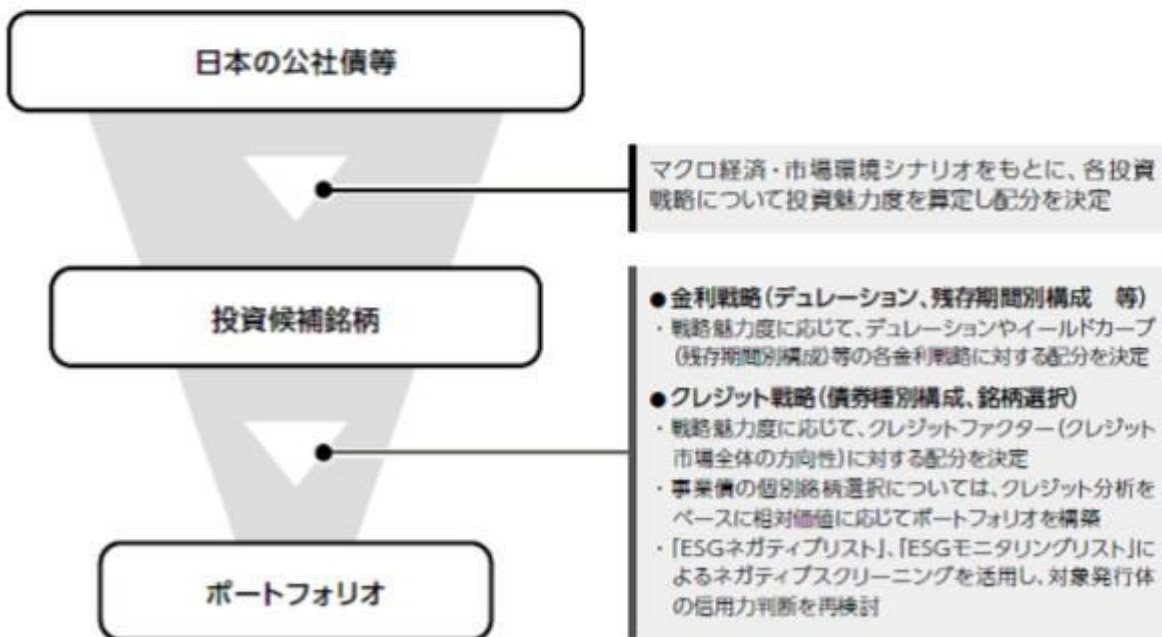 日本の公社債等
マクロ経済・市場環境シナリオをもとに、各投資
戦略について投資魅力度を算定し配分を決定
投資候補銘柄
●金利戦略(デュレーション、残存期間別構成　等)
・戦略魅力度に応じて、デュレーションやイールドカーブ
(残存期間別構成)等の各金利戦略に対する配分を決定
●クレジット戦略(債券種別構成、銘柄選択)
・戦略魅力度に応じて、クレジットファクター(クレジット
市場全体の方向性)に対する配分を決定
・事業債の個別銘柄選択については、クレジット分析を
ベースに相対価値に応じてポートフォリオを構築
・「ESGネガティブリスト」、「ESGモニタリングリスト」に
よるネガティブスクリーニングを活用し、対象発行体
の信用力判断を再検討
ポートフォリオ